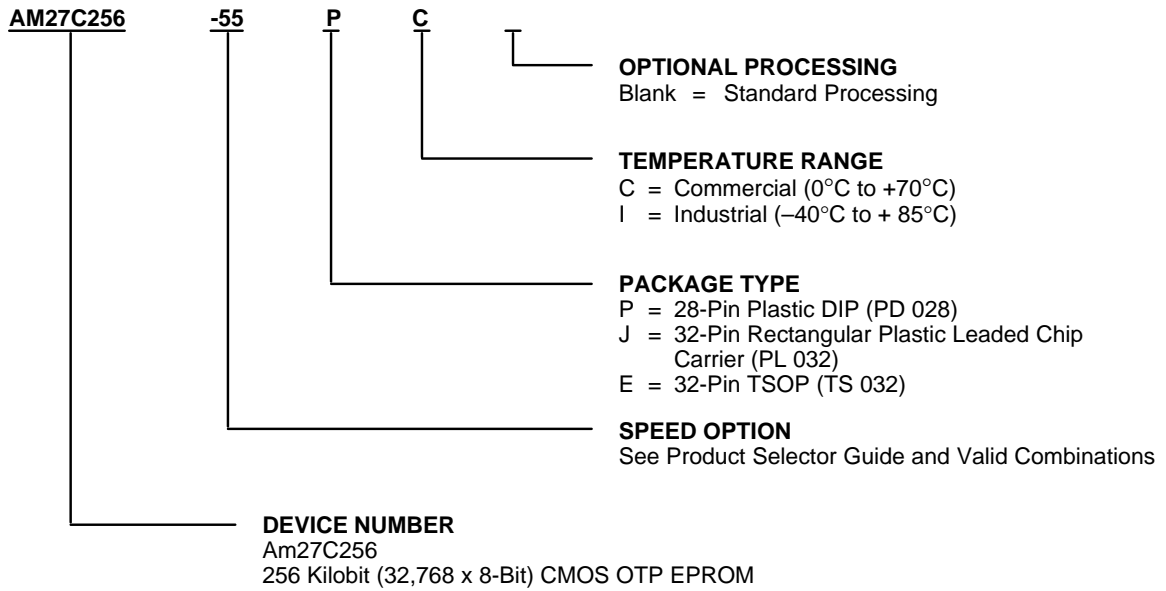 AM27C256 -55 P C
OPTIONAL PROCESSING
Blank = Standard Processing
TEMPERATURE RANGE
C = Commercial (0°C to +70°C)
I = Industrial (–40°C to + 85°C)
PACKAGE TYPE
P = 28-Pin Plastic DIP (PD 028)
J = 32-Pin Rectangular Plastic Leaded Chip
Carrier (PL 032)
E = 32-Pin TSOP (TS 032)
SPEED OPTION
See Product Selector Guide and Valid Combinations
DEVICE NUMBER
Am27C256
256 Kilobit (32,768 x 8-Bit) CMOS OTP EPROM